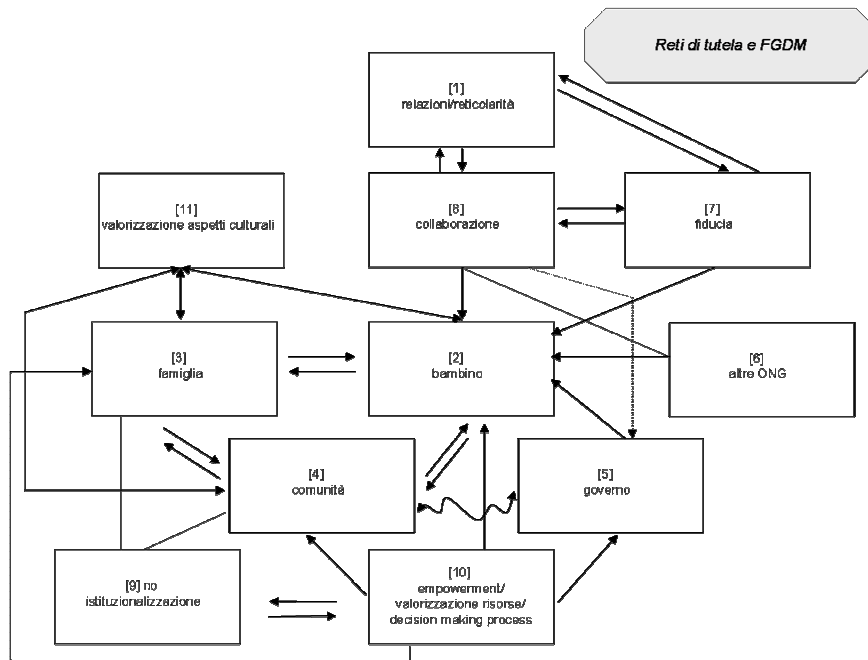 Reti di tutela e FGDM
[1]
relazioni/reticolarità
[11]
valorizzazione aspetti culturali
[8]
collaborazione
[7]
fiducia
[3]
famiglia
[2]
bambino
[6]
altre ONG
[4]
comunità
[5]
governo
[9] no
istituzionalizzazione
[10]
empowerment/
valorizzazione risorse/
decision making process